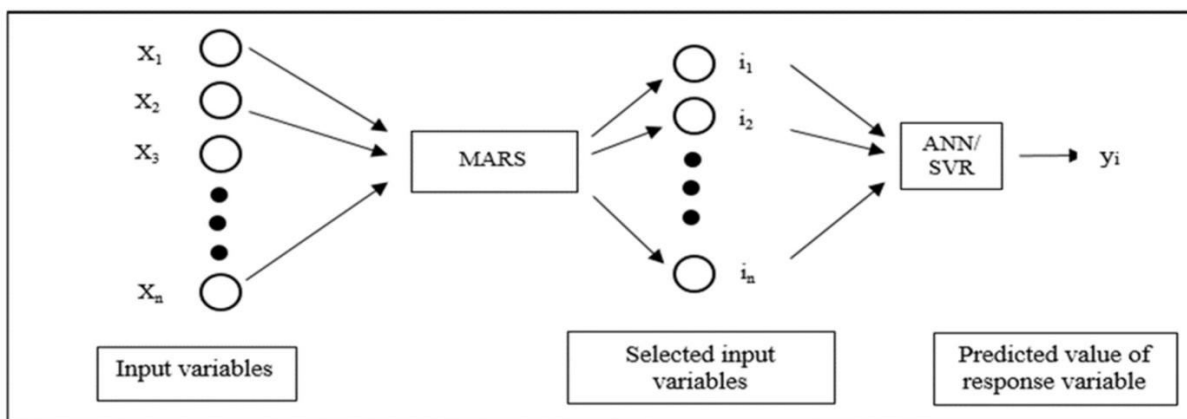 X₁
X₂
X₃
Xₙ
MARS
i₁
i₂
iₙ
ANN/
SVR
yᵢ
Input variables
Selected input
variables
Predicted value of
response variable